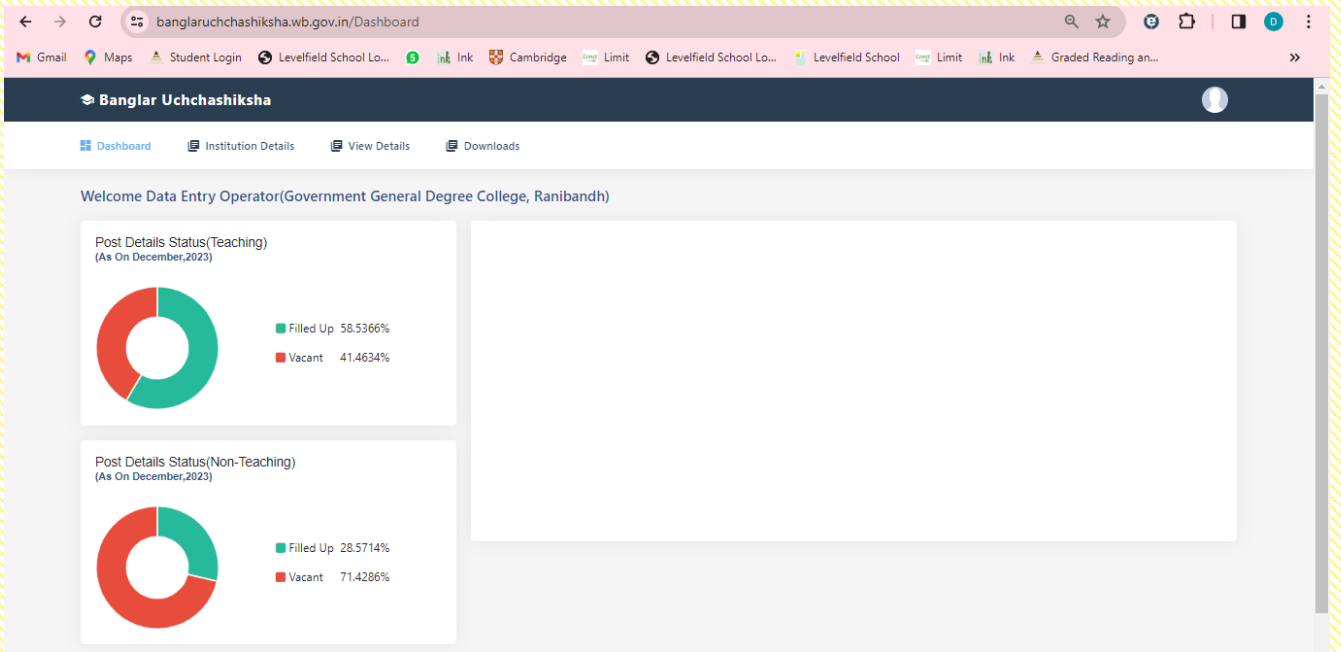 banglaruchchashiksha.wb.gov.in/Dashboard
D
Gmail Maps Student Login Levelfield School Lo... S ink Ink Cambridge Limit Levelfield School Lo... Levelfield School Limit ink Ink Graded Reading an... »
Banglar Uchchashiksha
Dashboard Institution Details View Details Downloads
Welcome Data Entry Operator(Government General Degree College, Ranibandh)
Post Details Status(Teaching)
(As On December,2023)
Filled Up 58.5366%
Vacant 41.4634%
Post Details Status(Non-Teaching)
(As On December,2023)
Filled Up 28.5714%
Vacant 71.4286%